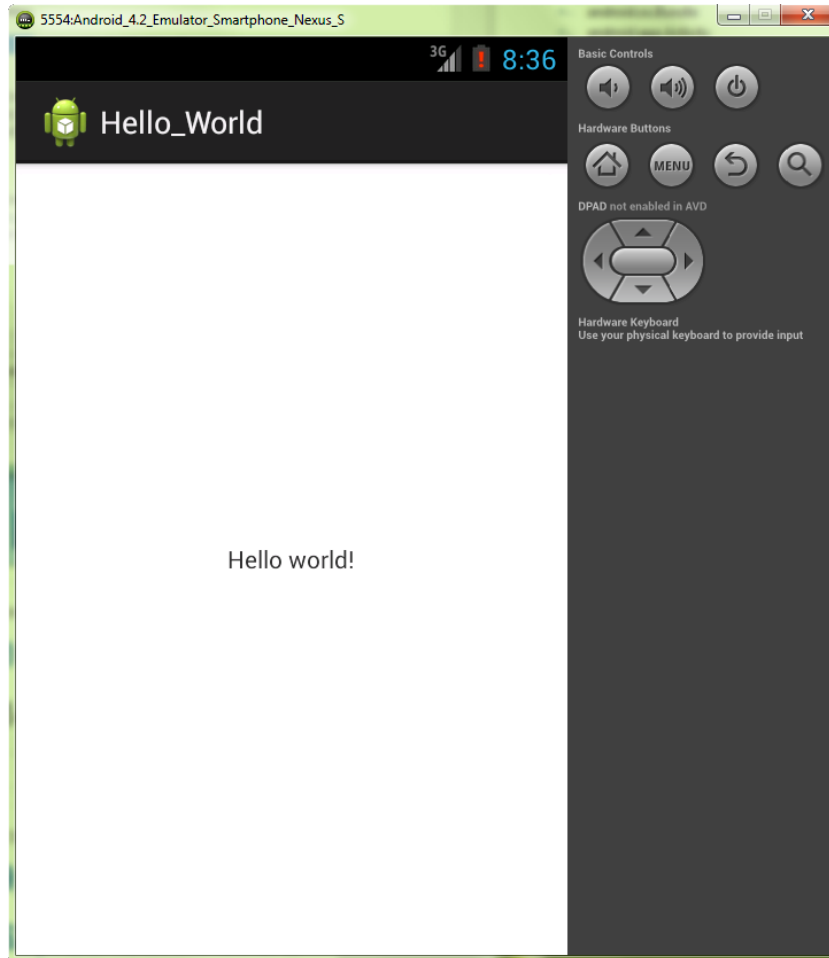 5554:Android_4.2_Emulator_Smartphone_Nexus_S
3G 8:36
Hello_World
Hello world!
Basic Controls
Hardware Buttons
MENU
DPAD not enabled in AVD
Hardware Keyboard
Use your physical keyboard to provide input